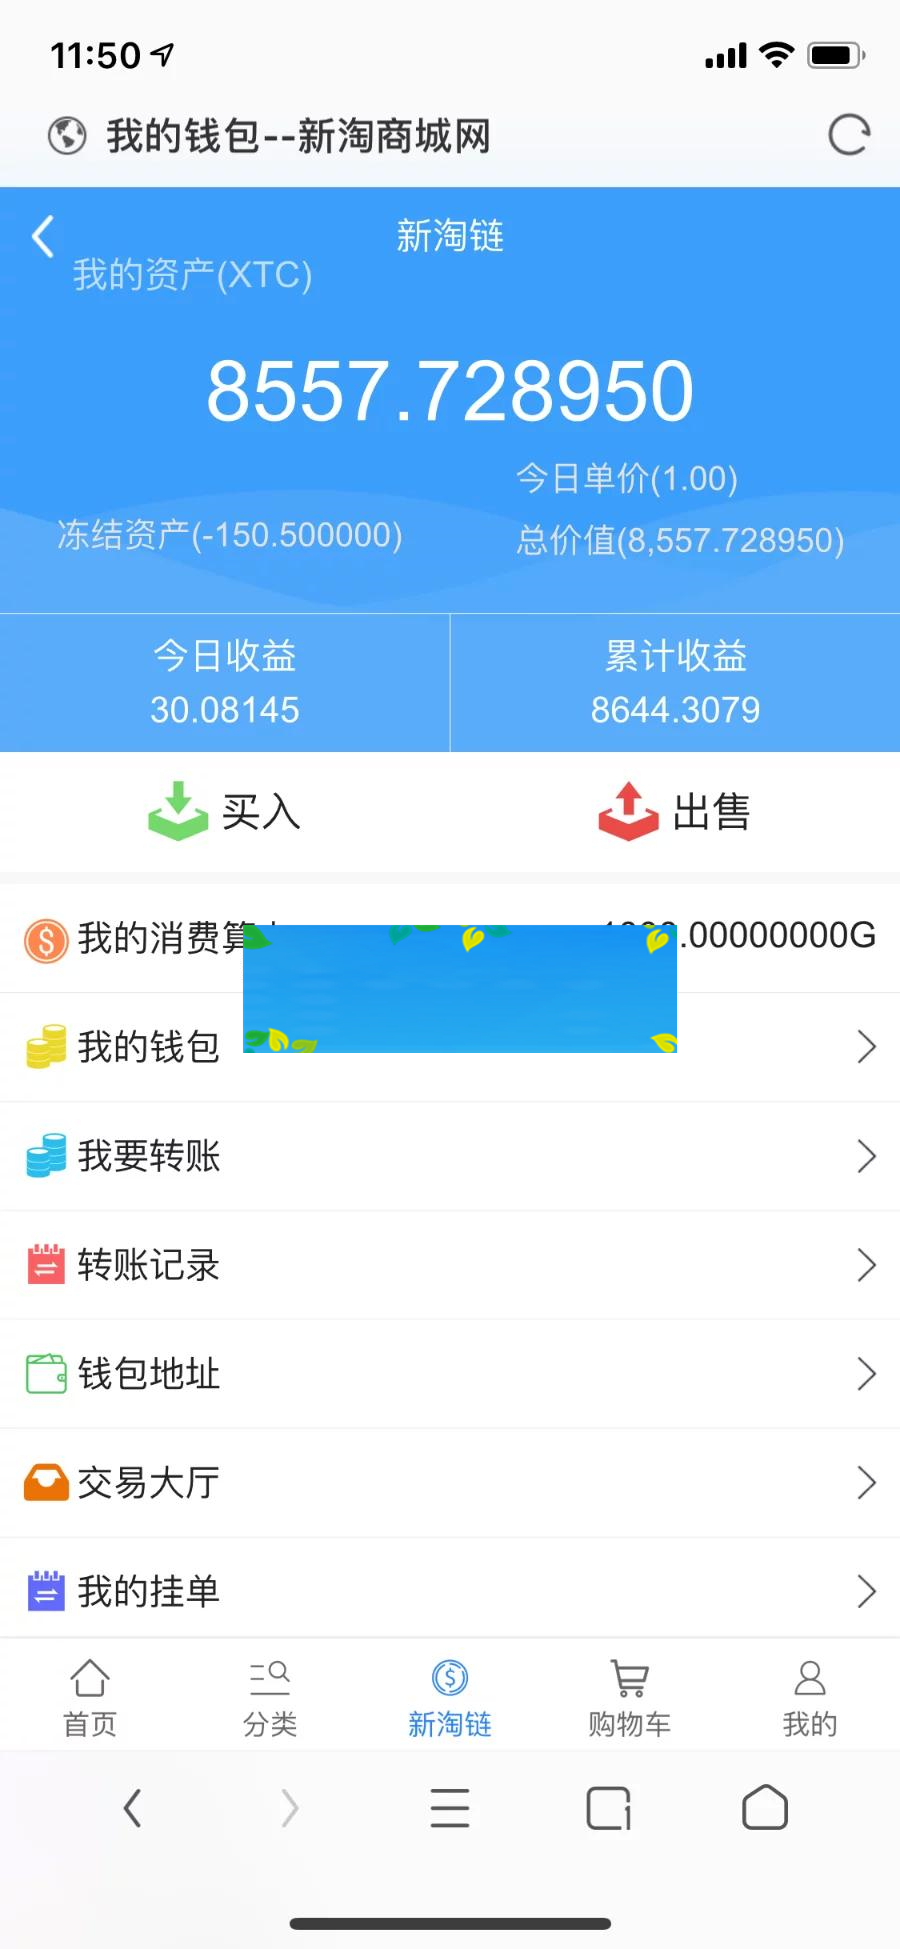 11:50
我的钱包--新淘商城网
新淘链
我的资产(XTC)
8557.728950
今日单价(1.00)
冻结资产(-150.500000)
总价值(8,557.728950)
今日收益
累计收益
30.08145
8644.3079
买入
出售
我的消费算
.00000000G
我的钱包
我要转账
转账记录
钱包地址
交易大厅
我的挂单
首页
分类
新淘链
购物车
我的
1